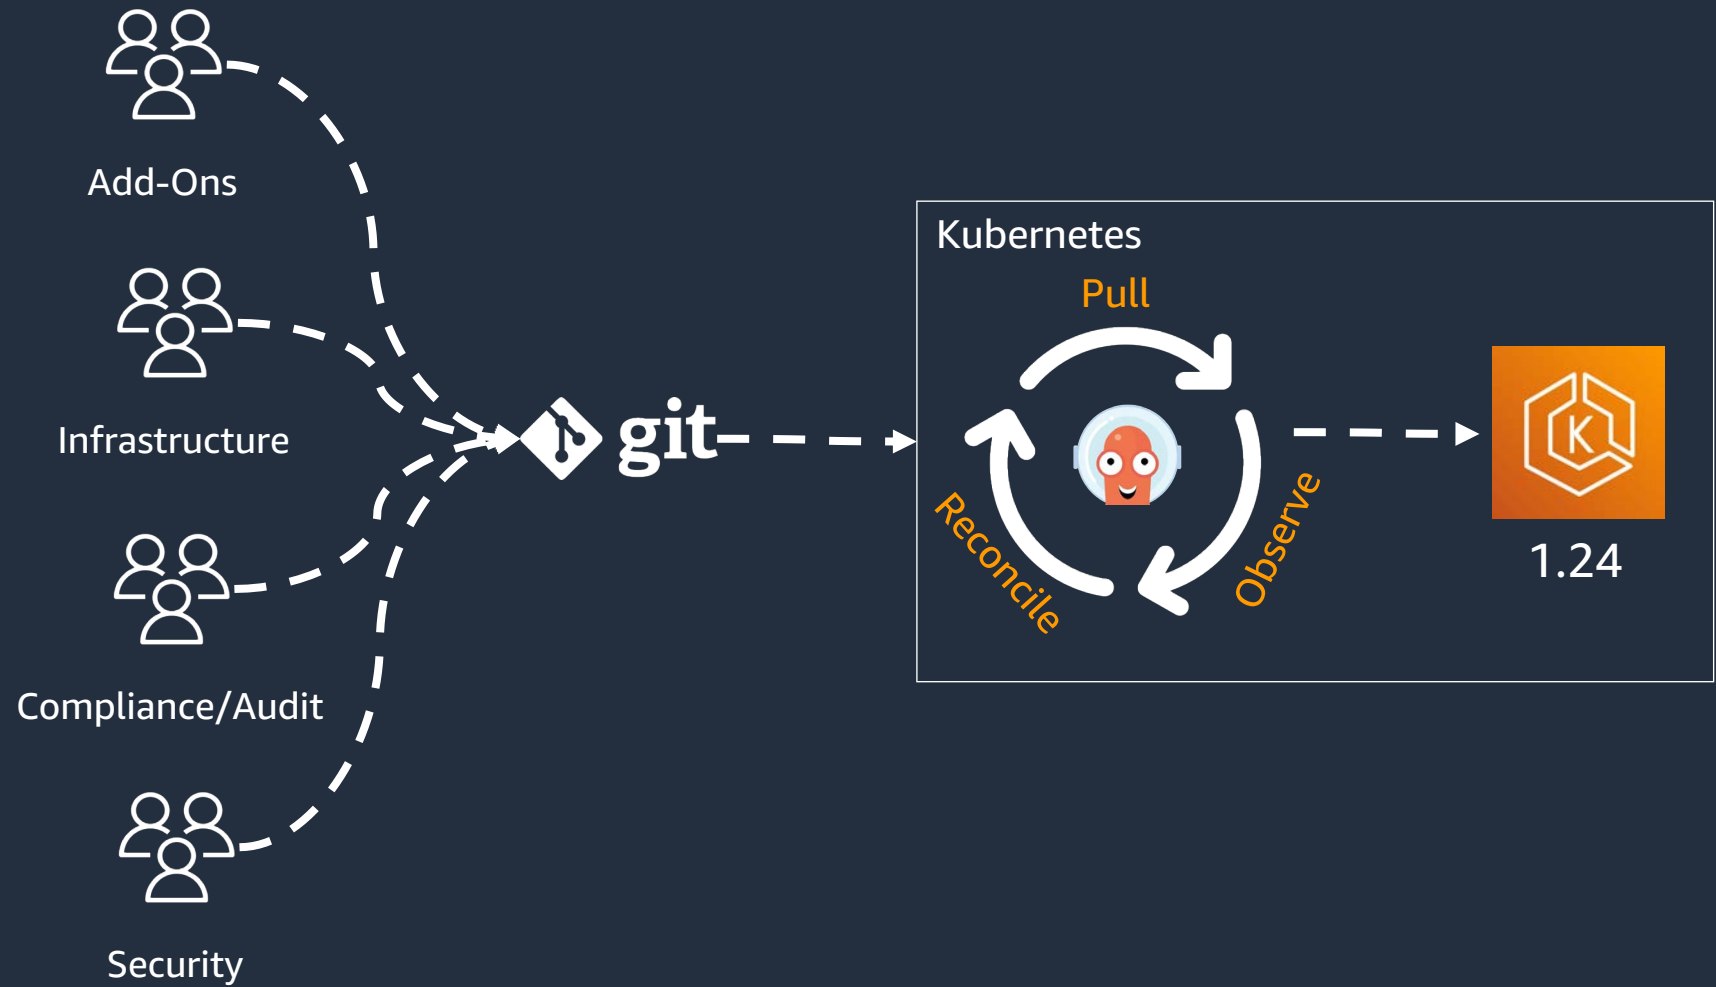 Add-Ons
Infrastructure
Compliance/Audit
Security
git
Kubernetes
Pull
Observe
Reconcile
K
1.24